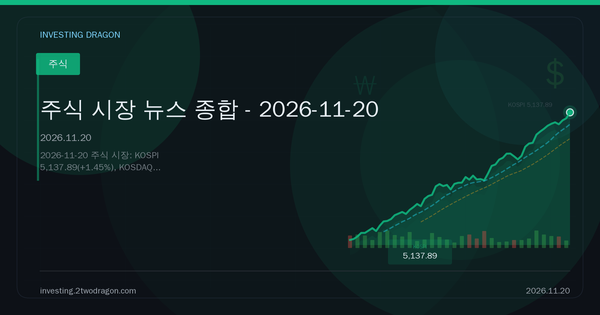 INVESTING DRAGON
주식
주식 시장 뉴스 종합 - 2026-11-20
2026.11.20
2026-11-20 주식 시장: KOSPI
5,137.89(+1.45%), KOSDAQ...
₩
$
KOSPI 5,137.89
5,137.89
investing.2twodragon.com
2026.11.20